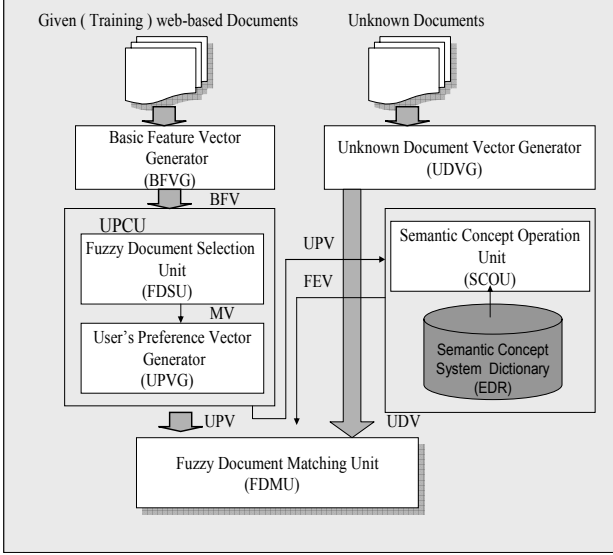 Given ( Training ) web-based Documents
Unknown Documents
Basic Feature Vector
Generator
(BFVG)
Unknown Document Vector Generator
(UDVG)
BFV
UPCU
Fuzzy Document Selection
Unit
(FDSU)
MV
User's Preference Vector
Generator
(UPVG)
UPV
FEV
Semantic Concept Operation
Unit
(SCOU)
Semantic Concept
System Dictionary
(EDR)
UPV
UDV
Fuzzy Document Matching Unit
(FDMU)